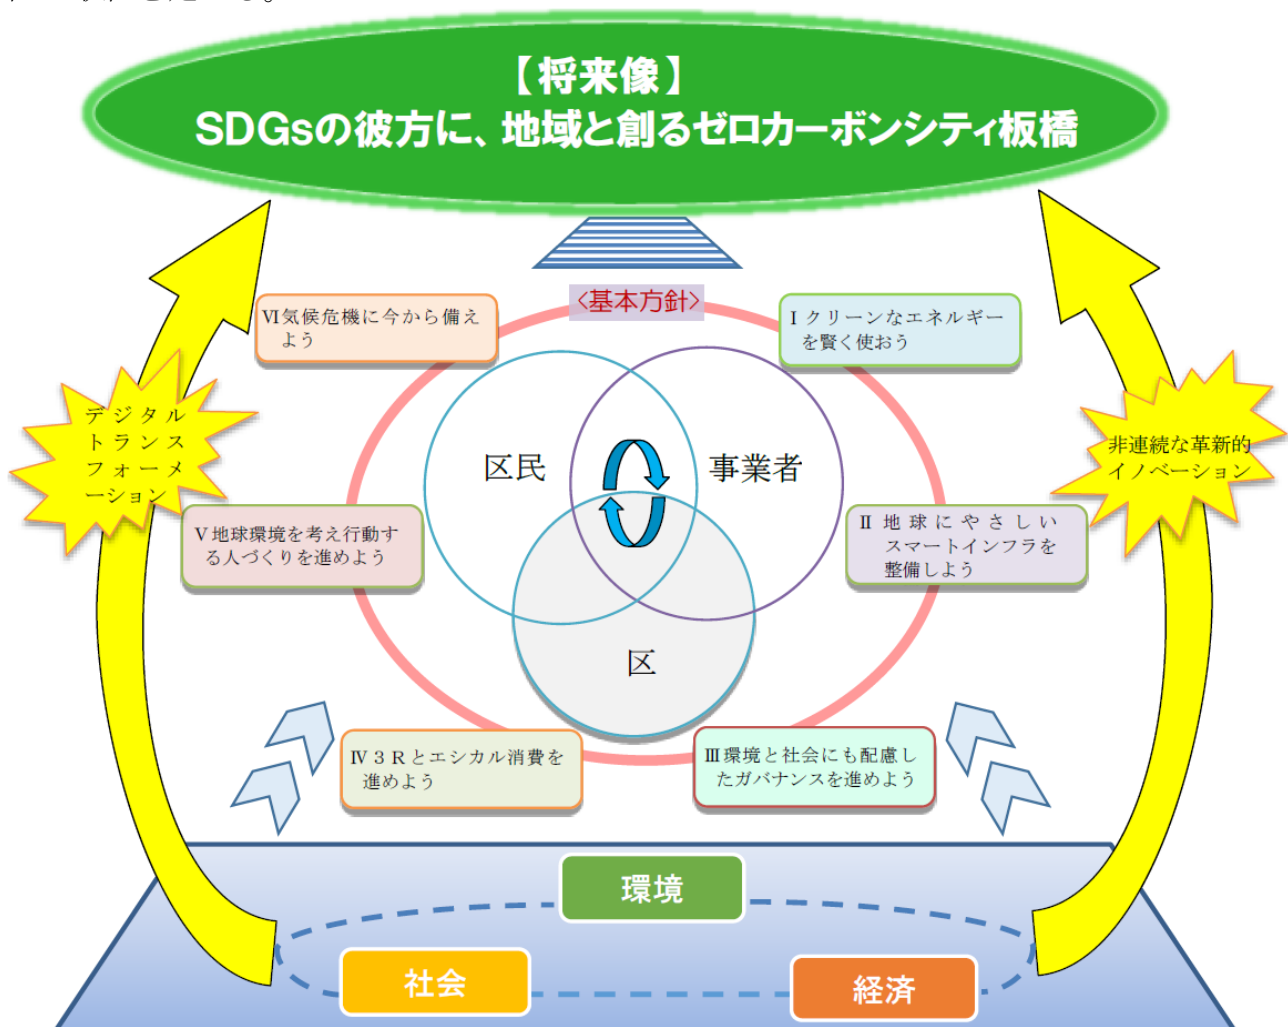 【将来像】
SDGsの彼方に、地域と創るゼロカーボンシティ板橋
<基本方針>
Ⅵ気候危機に今から備え
よう
Ⅰクリーンなエネルギー
を賢く使おう
デジタル
トランス
フォーメ
ーション
非連続な革新的
イノベーション
区民
事業者
Ⅴ地球環境を考え行動す
る人づくりを進めよう
Ⅱ地球にやさしい
スマートインフラを
整備しよう
区
Ⅳ３Ｒとエシカル消費を
進めよう
Ⅲ環境と社会にも配慮し
たガバナンスを進めよう
環境
社会
経済